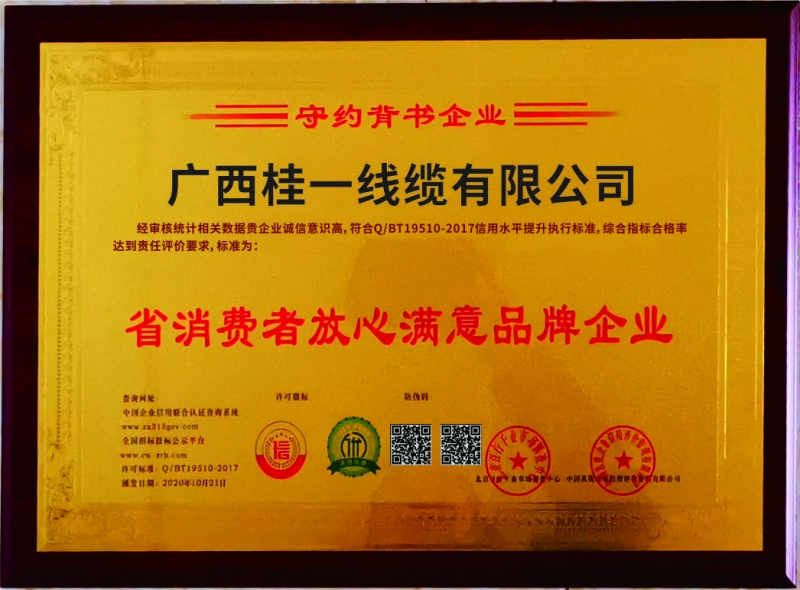 守约背书企业
广西桂一线缆有限公司
经审核统计相关数据贵企业诚信意识高，符合Q/BT19510-2017信用水平提升执行标准，综合指标合格率
达到责任评价要求，标准为：
省消费者放心满意品牌企业
查询网址： 许可徽标 防伪码：
中国企业信用联合认证查询系统
www.zx315gov.com
全国招标投标公示平台
许可标准：Q/BT19510-2017
颁发日期：2020年10月21日
信